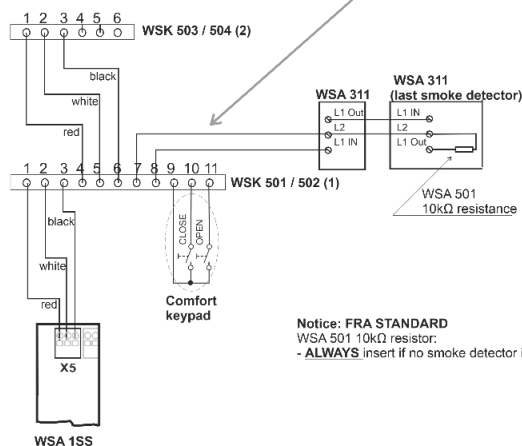 1 2 3 4 5 6
WSK 503 / 504 (2)
black
white
red
WSA 311
WSA 311
(last smoke detector)
L1 Out
L2
L1 IN
L1 IN
L2
L1 Out
1 2 3 4 5 6 7 8 9 10 11
WSK 501 / 502 (1)
WSA 501
10kΩ resistance
black
white
red
CLOSE
OPEN
Comfort
keypad
X5
WSA 1SS
Notice: FRA STANDARD
WSA 501 10kΩ resistor:
- ALWAYS insert if no smoke detector i